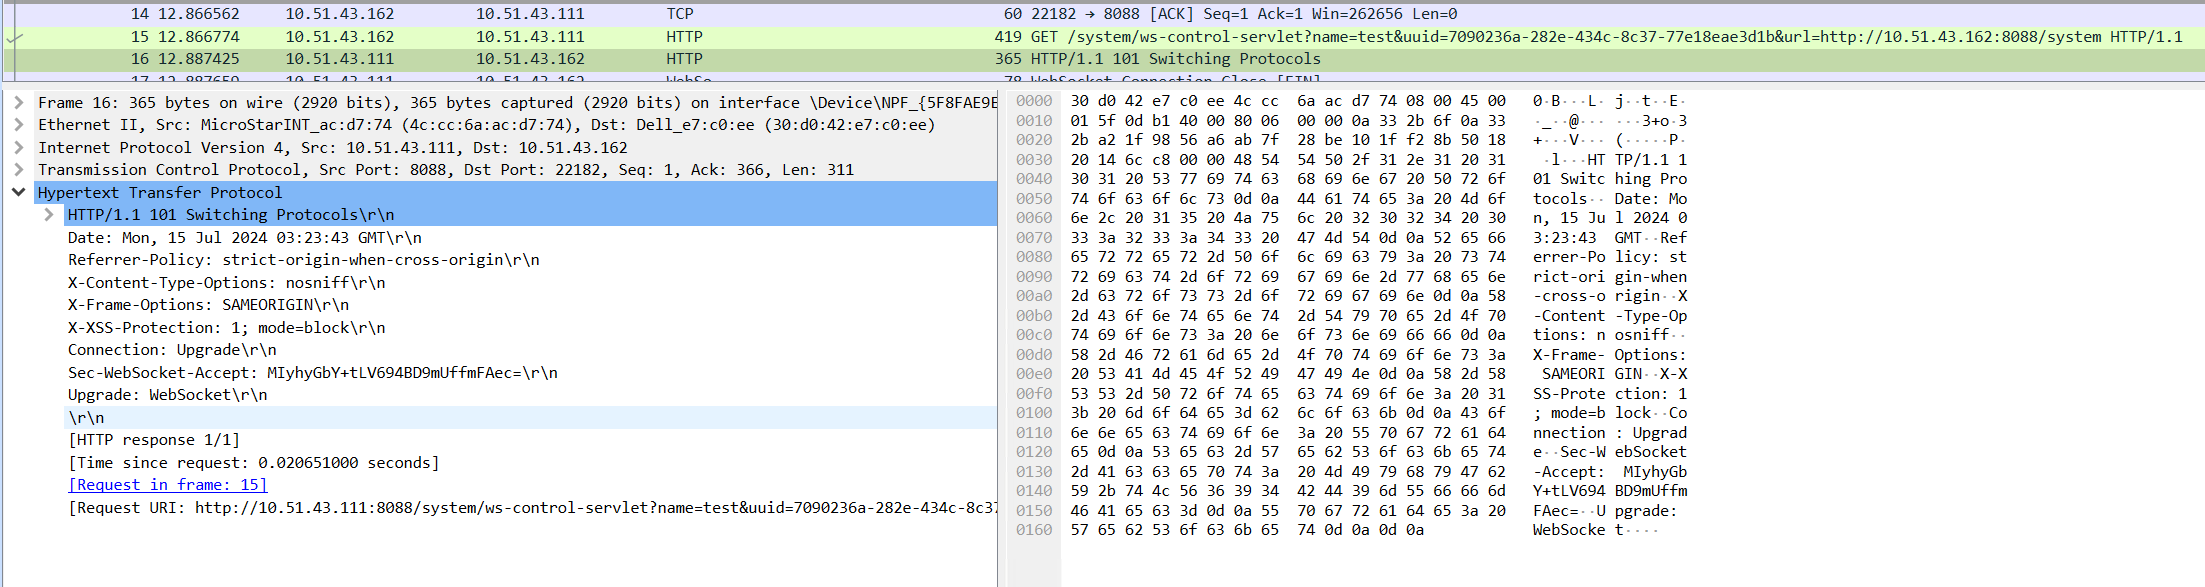 14 12.866562 10.51.43.162 10.51.43.111 TCP 60 22182 → 8088 [ACK] Seq=1 Ack=1 Win=262656 Len=0
15 12.866774 10.51.43.162 10.51.43.111 HTTP 419 GET /system/ws-control-servlet?name=test&uuid=7090236a-282e-434c-8c37-77e18eae3d1b&url=http://10.51.43.162:8088/system HTTP/1.1
16 12.887425 10.51.43.111 10.51.43.162 HTTP 365 HTTP/1.1 101 Switching Protocols
17 12.887659 10.51.43.111 10.51.43.162 WebSo… 78 WebSocket Connection Close [FIN]
Frame 16: 365 bytes on wire (2920 bits), 365 bytes captured (2920 bits) on interface \Device\NPF_{5F8FAE9E
Ethernet II, Src: MicroStarINT_ac:d7:74 (4c:cc:6a:ac:d7:74), Dst: Dell_e7:c0:ee (30:d0:42:e7:c0:ee)
Internet Protocol Version 4, Src: 10.51.43.111, Dst: 10.51.43.162
Transmission Control Protocol, Src Port: 8088, Dst Port: 22182, Seq: 1, Ack: 366, Len: 311
Hypertext Transfer Protocol
HTTP/1.1 101 Switching Protocols\r\n
Date: Mon, 15 Jul 2024 03:23:43 GMT\r\n
Referrer-Policy: strict-origin-when-cross-origin\r\n
X-Content-Type-Options: nosniff\r\n
X-Frame-Options: SAMEORIGIN\r\n
X-XSS-Protection: 1; mode=block\r\n
Connection: Upgrade\r\n
Sec-WebSocket-Accept: MIyhyGbY+tLV694BD9mUffmFAec=\r\n
Upgrade: WebSocket\r\n
\r\n
[HTTP response 1/1]
[Time since request: 0.020651000 seconds]
[Request in frame: 15]
[Request URI: http://10.51.43.111:8088/system/ws-control-servlet?name=test&uuid=7090236a-282e-434c-8c37
0000 30 d0 42 e7 c0 ee 4c cc 6a ac d7 74 08 00 45 00 0·B···L· j··t··E·
0010 01 5f 0d b1 40 00 80 06 00 00 0a 33 2b 6f 0a 33 ·_··@··· ···3+o·3
0020 2b a2 1f 98 56 a6 ab 7f 28 be 10 1f f2 8b 50 18 +···V··· (·····P·
0030 20 14 6c c8 00 00 48 54 54 50 2f 31 2e 31 20 31 ·l···HT TP/1.1 1
0040 30 31 20 53 77 69 74 63 68 69 6e 67 20 50 72 6f 01 Switc hing Pro
0050 74 6f 63 6f 6c 73 0d 0a 44 61 74 65 3a 20 4d 6f tocols·· Date: Mo
0060 6e 2c 20 31 35 20 4a 75 6c 20 32 30 32 34 20 30 n, 15 Ju l 2024 0
0070 33 3a 32 33 3a 34 33 20 47 4d 54 0d 0a 52 65 66 3:23:43 GMT··Ref
0080 65 72 72 65 72 2d 50 6f 6c 69 63 79 3a 20 73 74 errer-Po licy: st
0090 72 69 63 74 2d 6f 72 69 67 69 6e 2d 77 68 65 6e rict-ori gin-when
00a0 2d 63 72 6f 73 73 2d 6f 72 69 67 69 6e 0d 0a 58 -cross-o rigin··X
00b0 2d 43 6f 6e 74 65 6e 74 2d 54 79 70 65 2d 4f 70 -Content -Type-Op
00c0 74 69 6f 6e 73 3a 20 6e 6f 73 6e 69 66 66 0d 0a tions: n osniff··
00d0 58 2d 46 72 61 6d 65 2d 4f 70 74 69 6f 6e 73 3a X-Frame- Options:
00e0 20 53 41 4d 45 4f 52 49 47 49 4e 0d 0a 58 2d 58 SAMEORI GIN··X-X
00f0 53 53 2d 50 72 6f 74 65 63 74 69 6f 6e 3a 20 31 SS-Prote ction: 1
0100 3b 20 6d 6f 64 65 3d 62 6c 6f 63 6b 0d 0a 43 6f ; mode=b lock··Co
0110 6e 6e 65 63 74 69 6f 6e 3a 20 55 70 67 72 61 64 nnection : Upgrad
0120 65 0d 0a 53 65 63 2d 57 65 62 53 6f 63 6b 65 74 e··Sec-W ebSocket
0130 2d 41 63 63 65 70 74 3a 20 4d 49 79 68 79 47 62 -Accept: MIyhyGb
0140 59 2b 74 4c 56 36 39 34 42 44 39 6d 55 66 66 6d Y+tLV694 BD9mUffm
0150 46 41 65 63 3d 0d 0a 55 70 67 72 61 64 65 3a 20 FAec=··U pgrade:
0160 57 65 62 53 6f 63 6b 65 74 0d 0a 0d 0a WebSocke t····